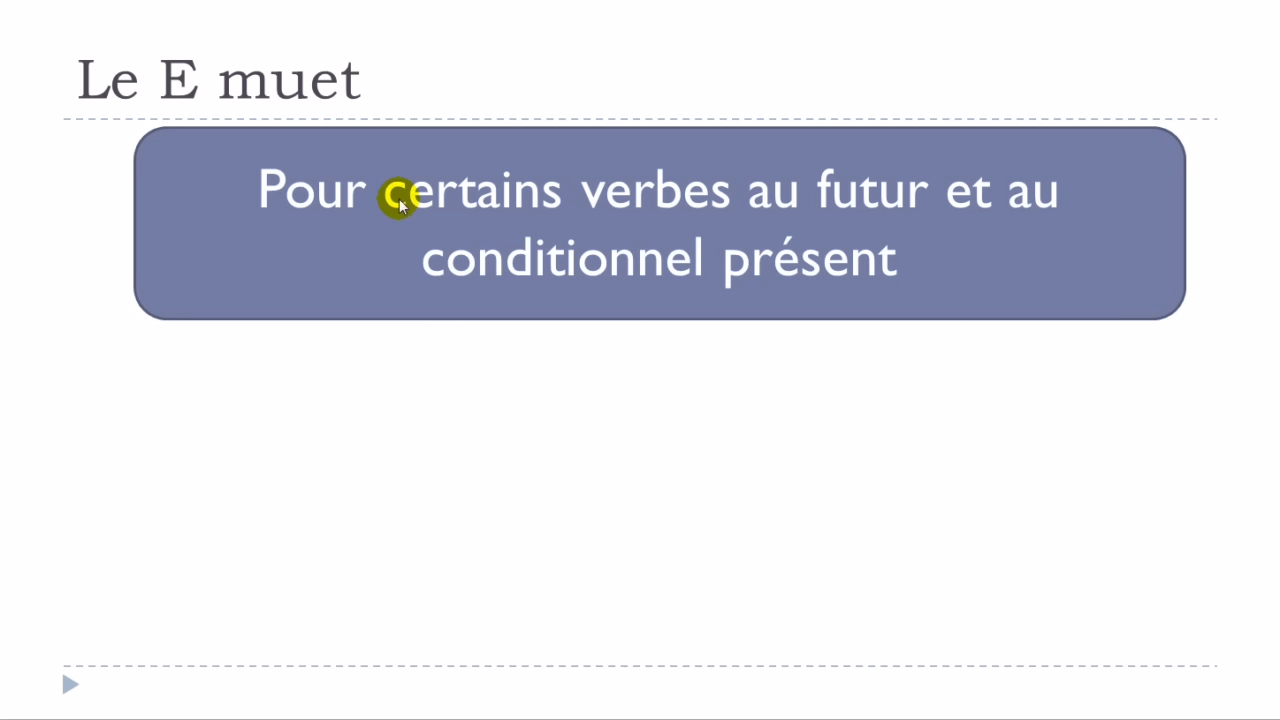 Le E muet
Pour certains verbes au futur et au
conditionnel présent